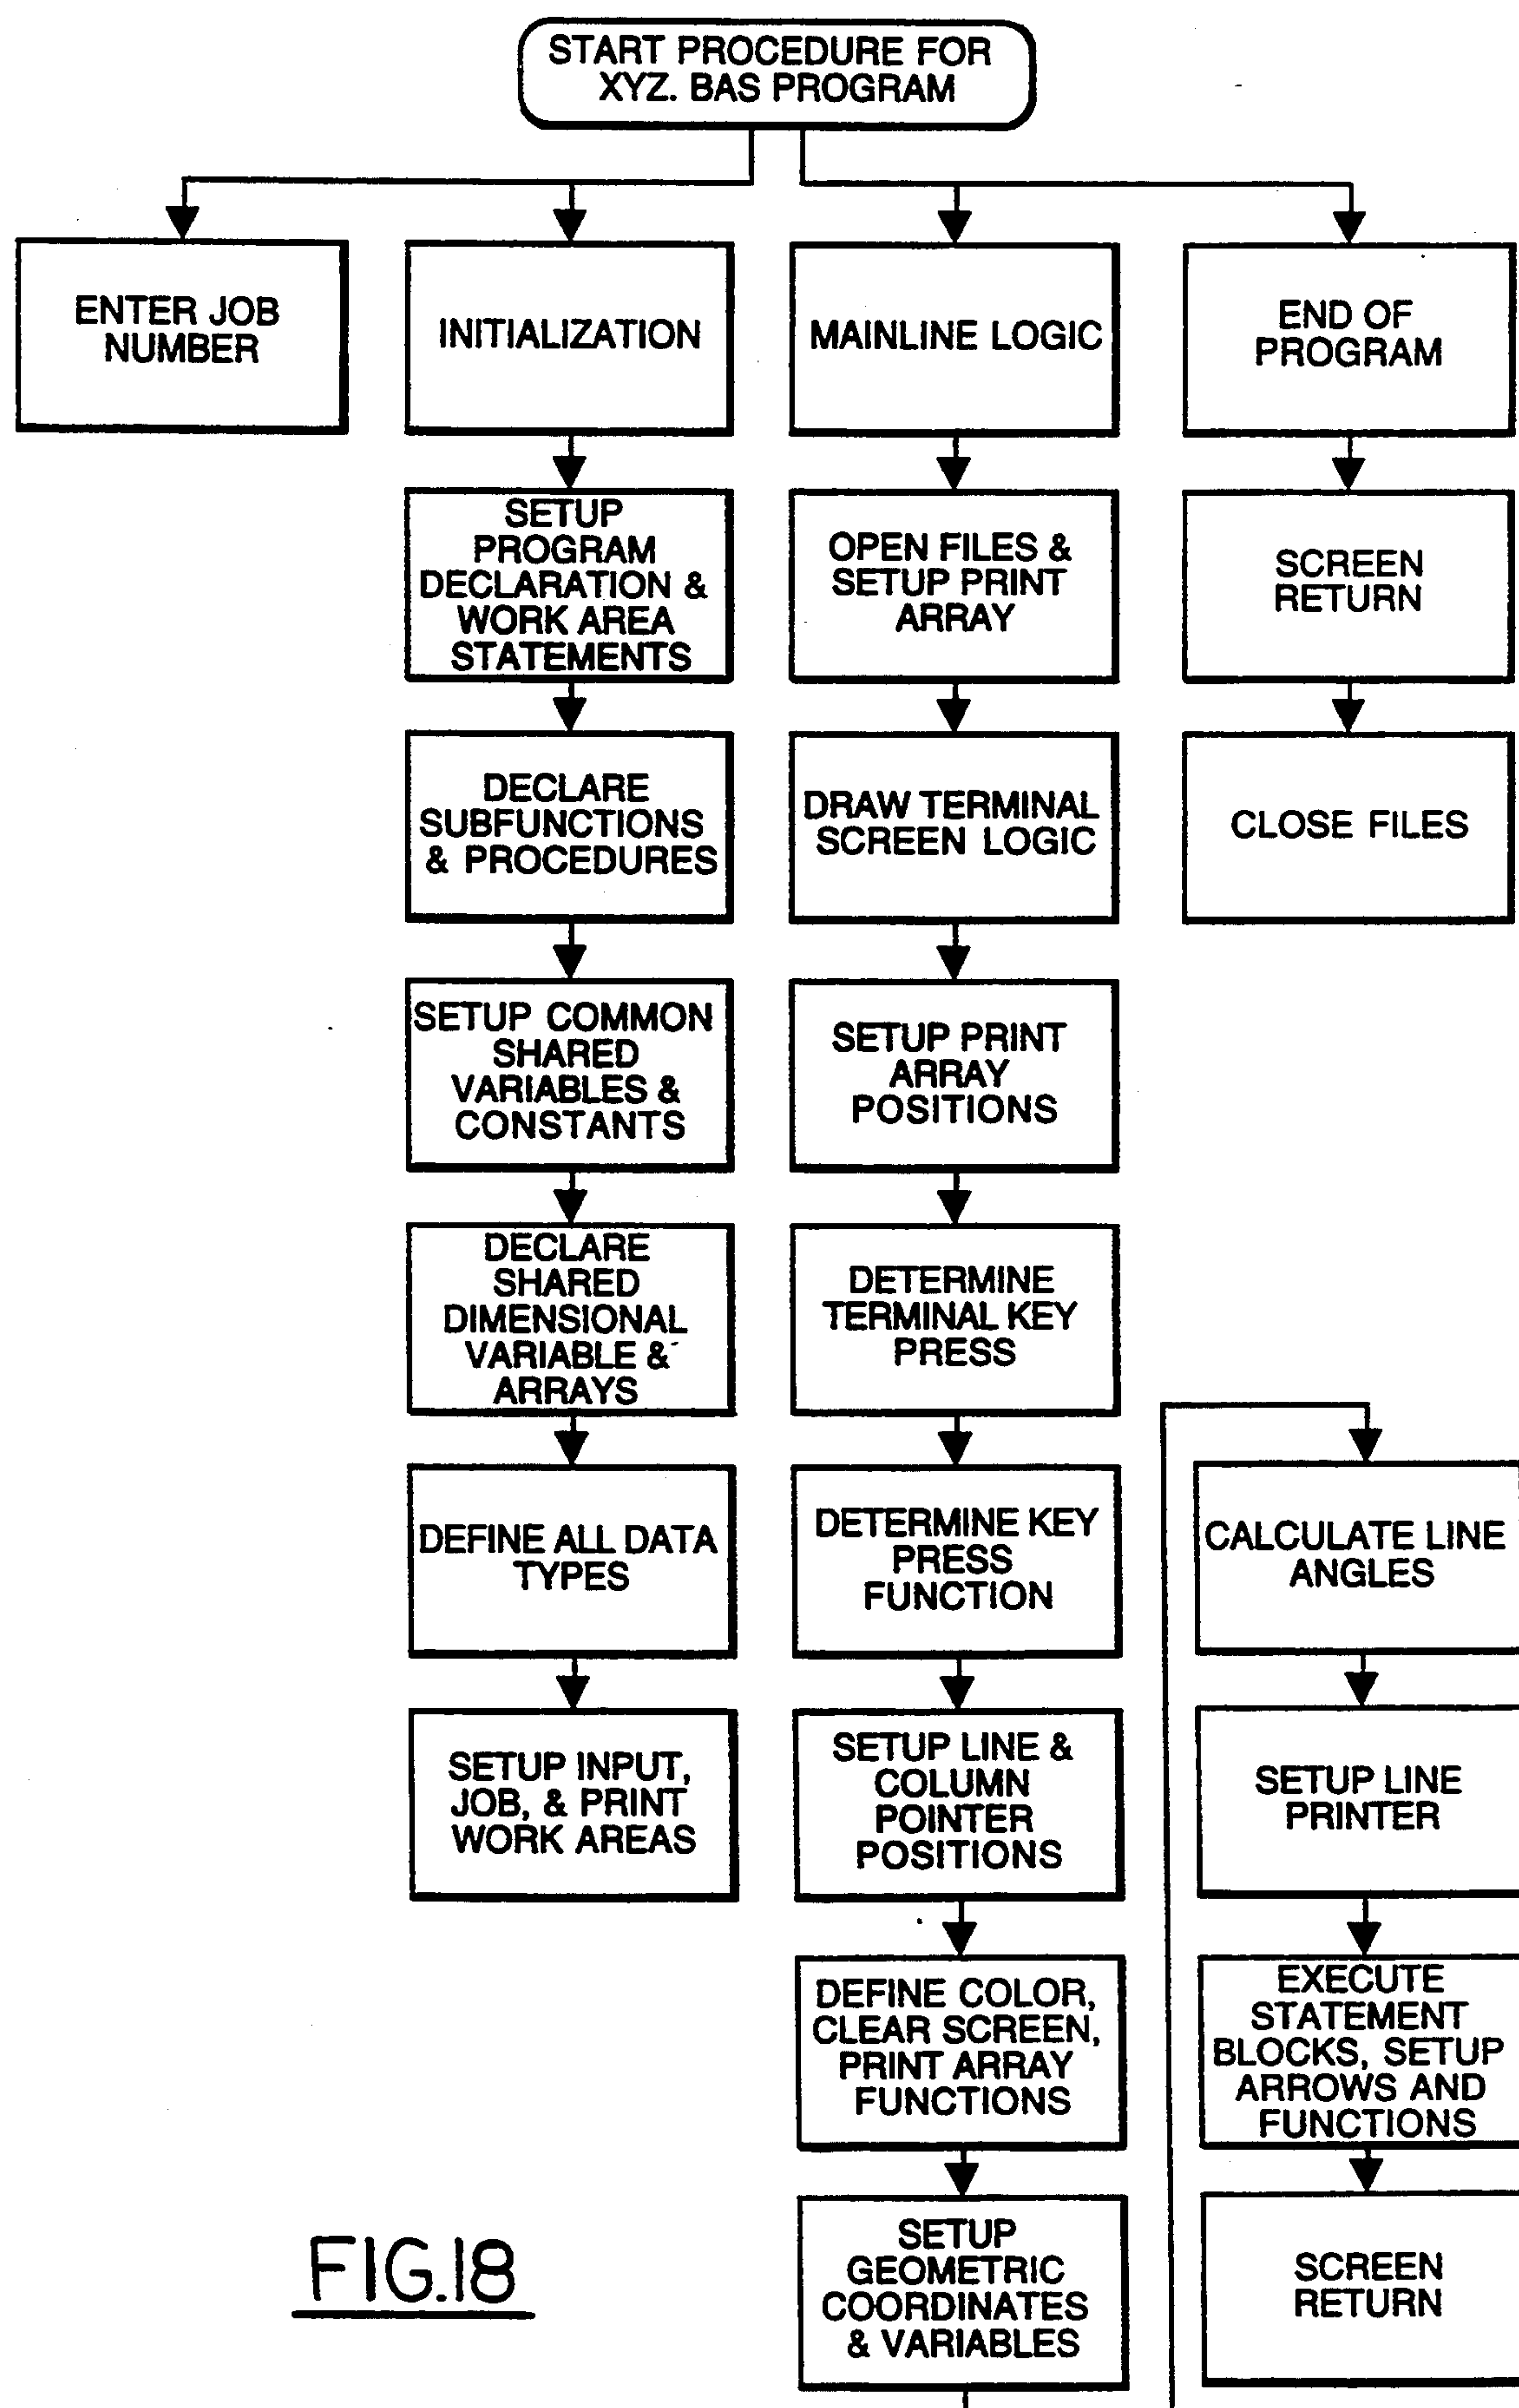 START PROCEDURE FOR
XYZ. BAS PROGRAM
ENTER JOB
NUMBER
INITIALIZATION
SETUP
PROGRAM
DECLARATION &
WORK AREA
STATEMENTS
DECLARE
SUBFUNCTIONS
& PROCEDURES
SETUP COMMON
SHARED
VARIABLES &
CONSTANTS
DECLARE
SHARED
DIMENSIONAL
VARIABLE &
ARRAYS
DEFINE ALL DATA
TYPES
SETUP INPUT,
JOB, & PRINT
WORK AREAS
MAINLINE LOGIC
OPEN FILES &
SETUP PRINT
ARRAY
DRAW TERMINAL
SCREEN LOGIC
SETUP PRINT
ARRAY
POSITIONS
DETERMINE
TERMINAL KEY
PRESS
DETERMINE KEY
PRESS
FUNCTION
SETUP LINE &
COLUMN
POINTER
POSITIONS
DEFINE COLOR,
CLEAR SCREEN,
PRINT ARRAY
FUNCTIONS
SETUP
GEOMETRIC
COORDINATES
& VARIABLES
CALCULATE LINE
ANGLES
SETUP LINE
PRINTER
EXECUTE
STATEMENT
BLOCKS, SETUP
ARROWS AND
FUNCTIONS
SCREEN
RETURN
END OF
PROGRAM
SCREEN
RETURN
CLOSE FILES
FIG.18